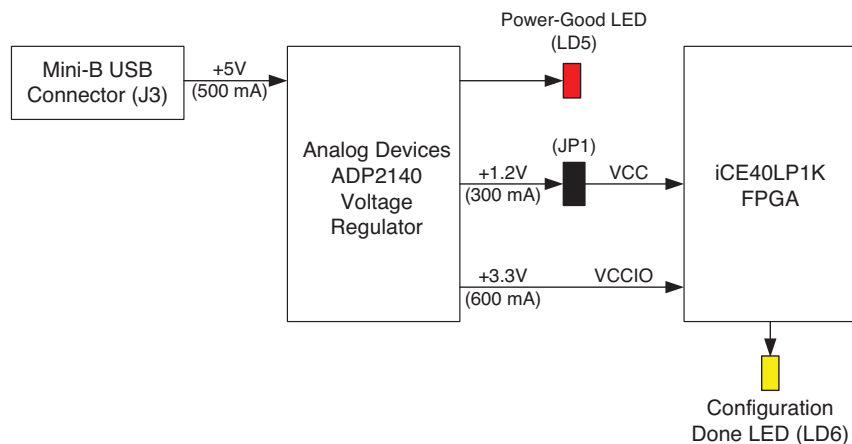 Power-Good LED
(LD5)
Mini-B USB
Connector (J3)
+5V
(500 mA)
Analog Devices
ADP2140
Voltage
Regulator
(JP1)
+1.2V
(300 mA)
VCC
iCE40LP1K
FPGA
+3.3V
(600 mA)
VCCIO
Configuration
Done LED (LD6)